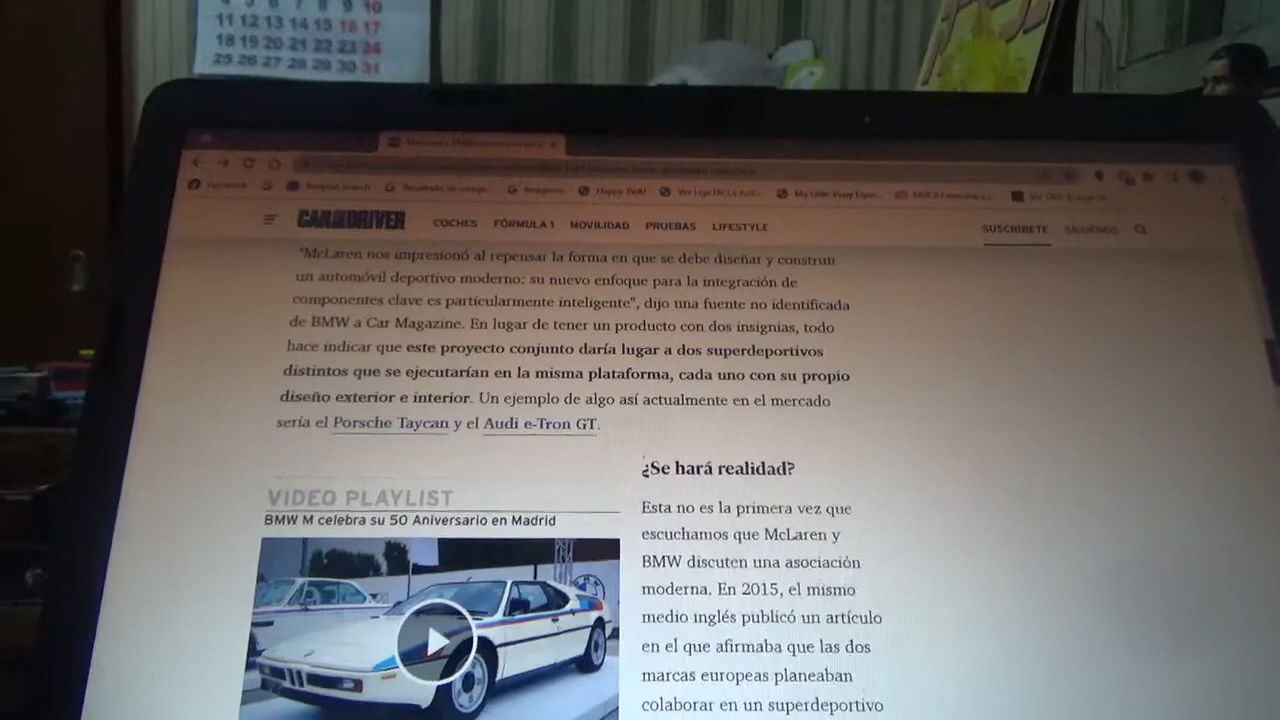 10
11 12 13 14 15 16 17
18 19 20 21 22 23 24
25 26 27 28 29 30 31
Facebook
Happy Park!
CAR AND DRIVER COCHES FÓRMULA 1 MOVILIDAD PRUEBAS LIFESTYLE SUSCRÍBETE SÍGUENOS
"McLaren nos impresionó al repensar la forma en que se debe diseñar y construir
un automóvil deportivo moderno: su nuevo enfoque para la integración de
componentes clave es particularmente inteligente", dijo una fuente no identificada
de BMW a Car Magazine. En lugar de tener un producto con dos insignias, todo
hace indicar que este proyecto conjunto daría lugar a dos superdeportivos
distintos que se ejecutarían en la misma plataforma, cada uno con su propio
diseño exterior e interior. Un ejemplo de algo así actualmente en el mercado
sería el Porsche Taycan y el Audi e-Tron GT.
VIDEO PLAYLIST
BMW M celebra su 50 Aniversario en Madrid
¿Se hará realidad?
Esta no es la primera vez que
escuchamos que McLaren y
BMW discuten una asociación
moderna. En 2015, el mismo
medio inglés publicó un artículo
en el que afirmaba que las dos
marcas europeas planeaban
colaborar en un superdeportivo